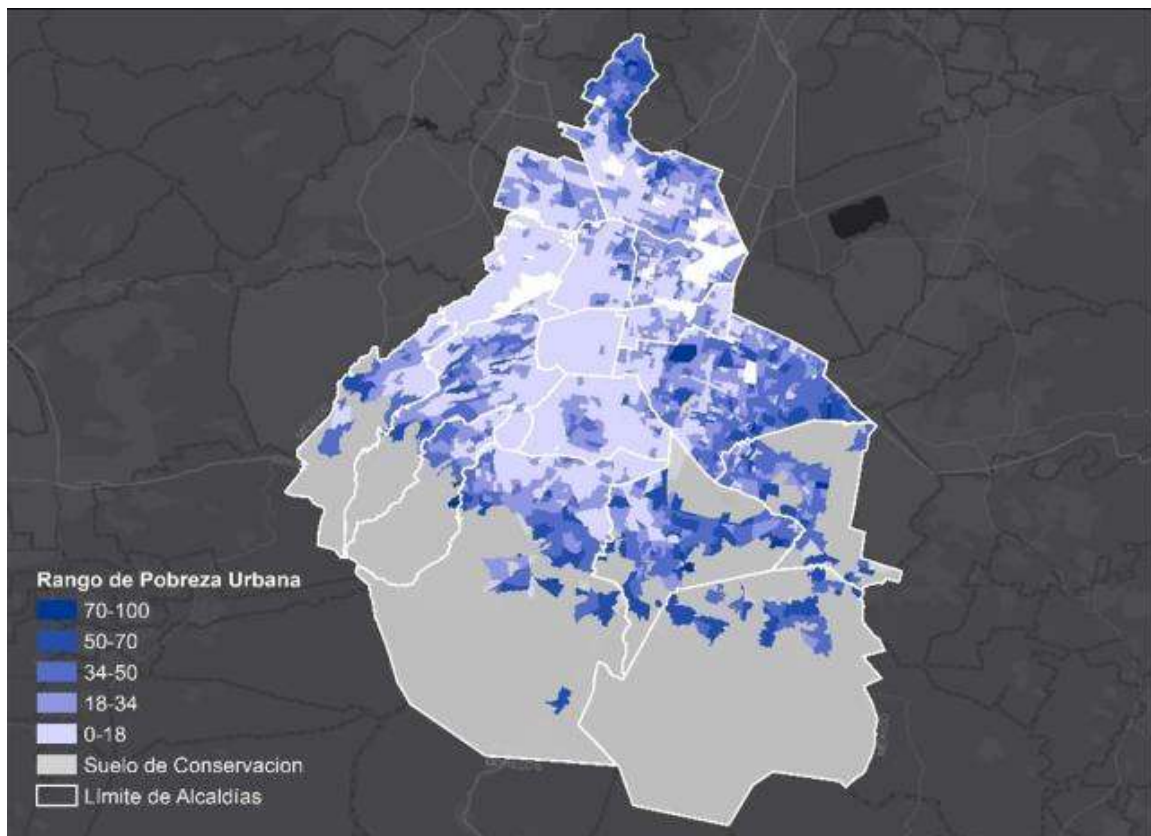 Rango de Pobreza Urbana
70-100
50-70
34-50
18-34
0-18
Suelo de Conservacion
Límite de Alcaldías